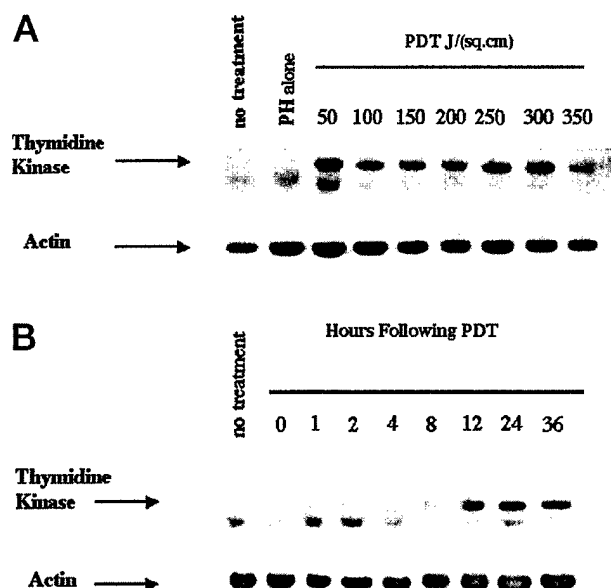 A
PDT J/(sq.cm)
no treatment
PH alone
50 100 150 200 250 300 350
Thymidine
Kinase
Actin
B
Hours Following PDT
no treatment
0 1 2 4 8 12 24 36
Thymidine
Kinase
Actin